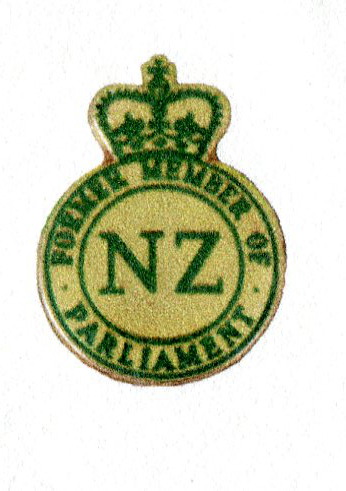 FORMER MEMBER OF
NZ
· PARLIAMENT ·